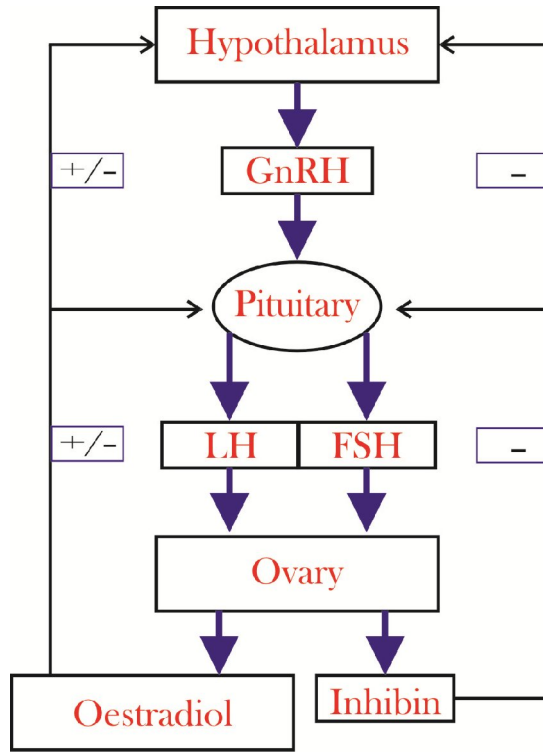 Hypothalamus
+/-
GnRH
-
Pituitary
+/-
LH
FSH
-
Ovary
Oestradiol
Inhibin